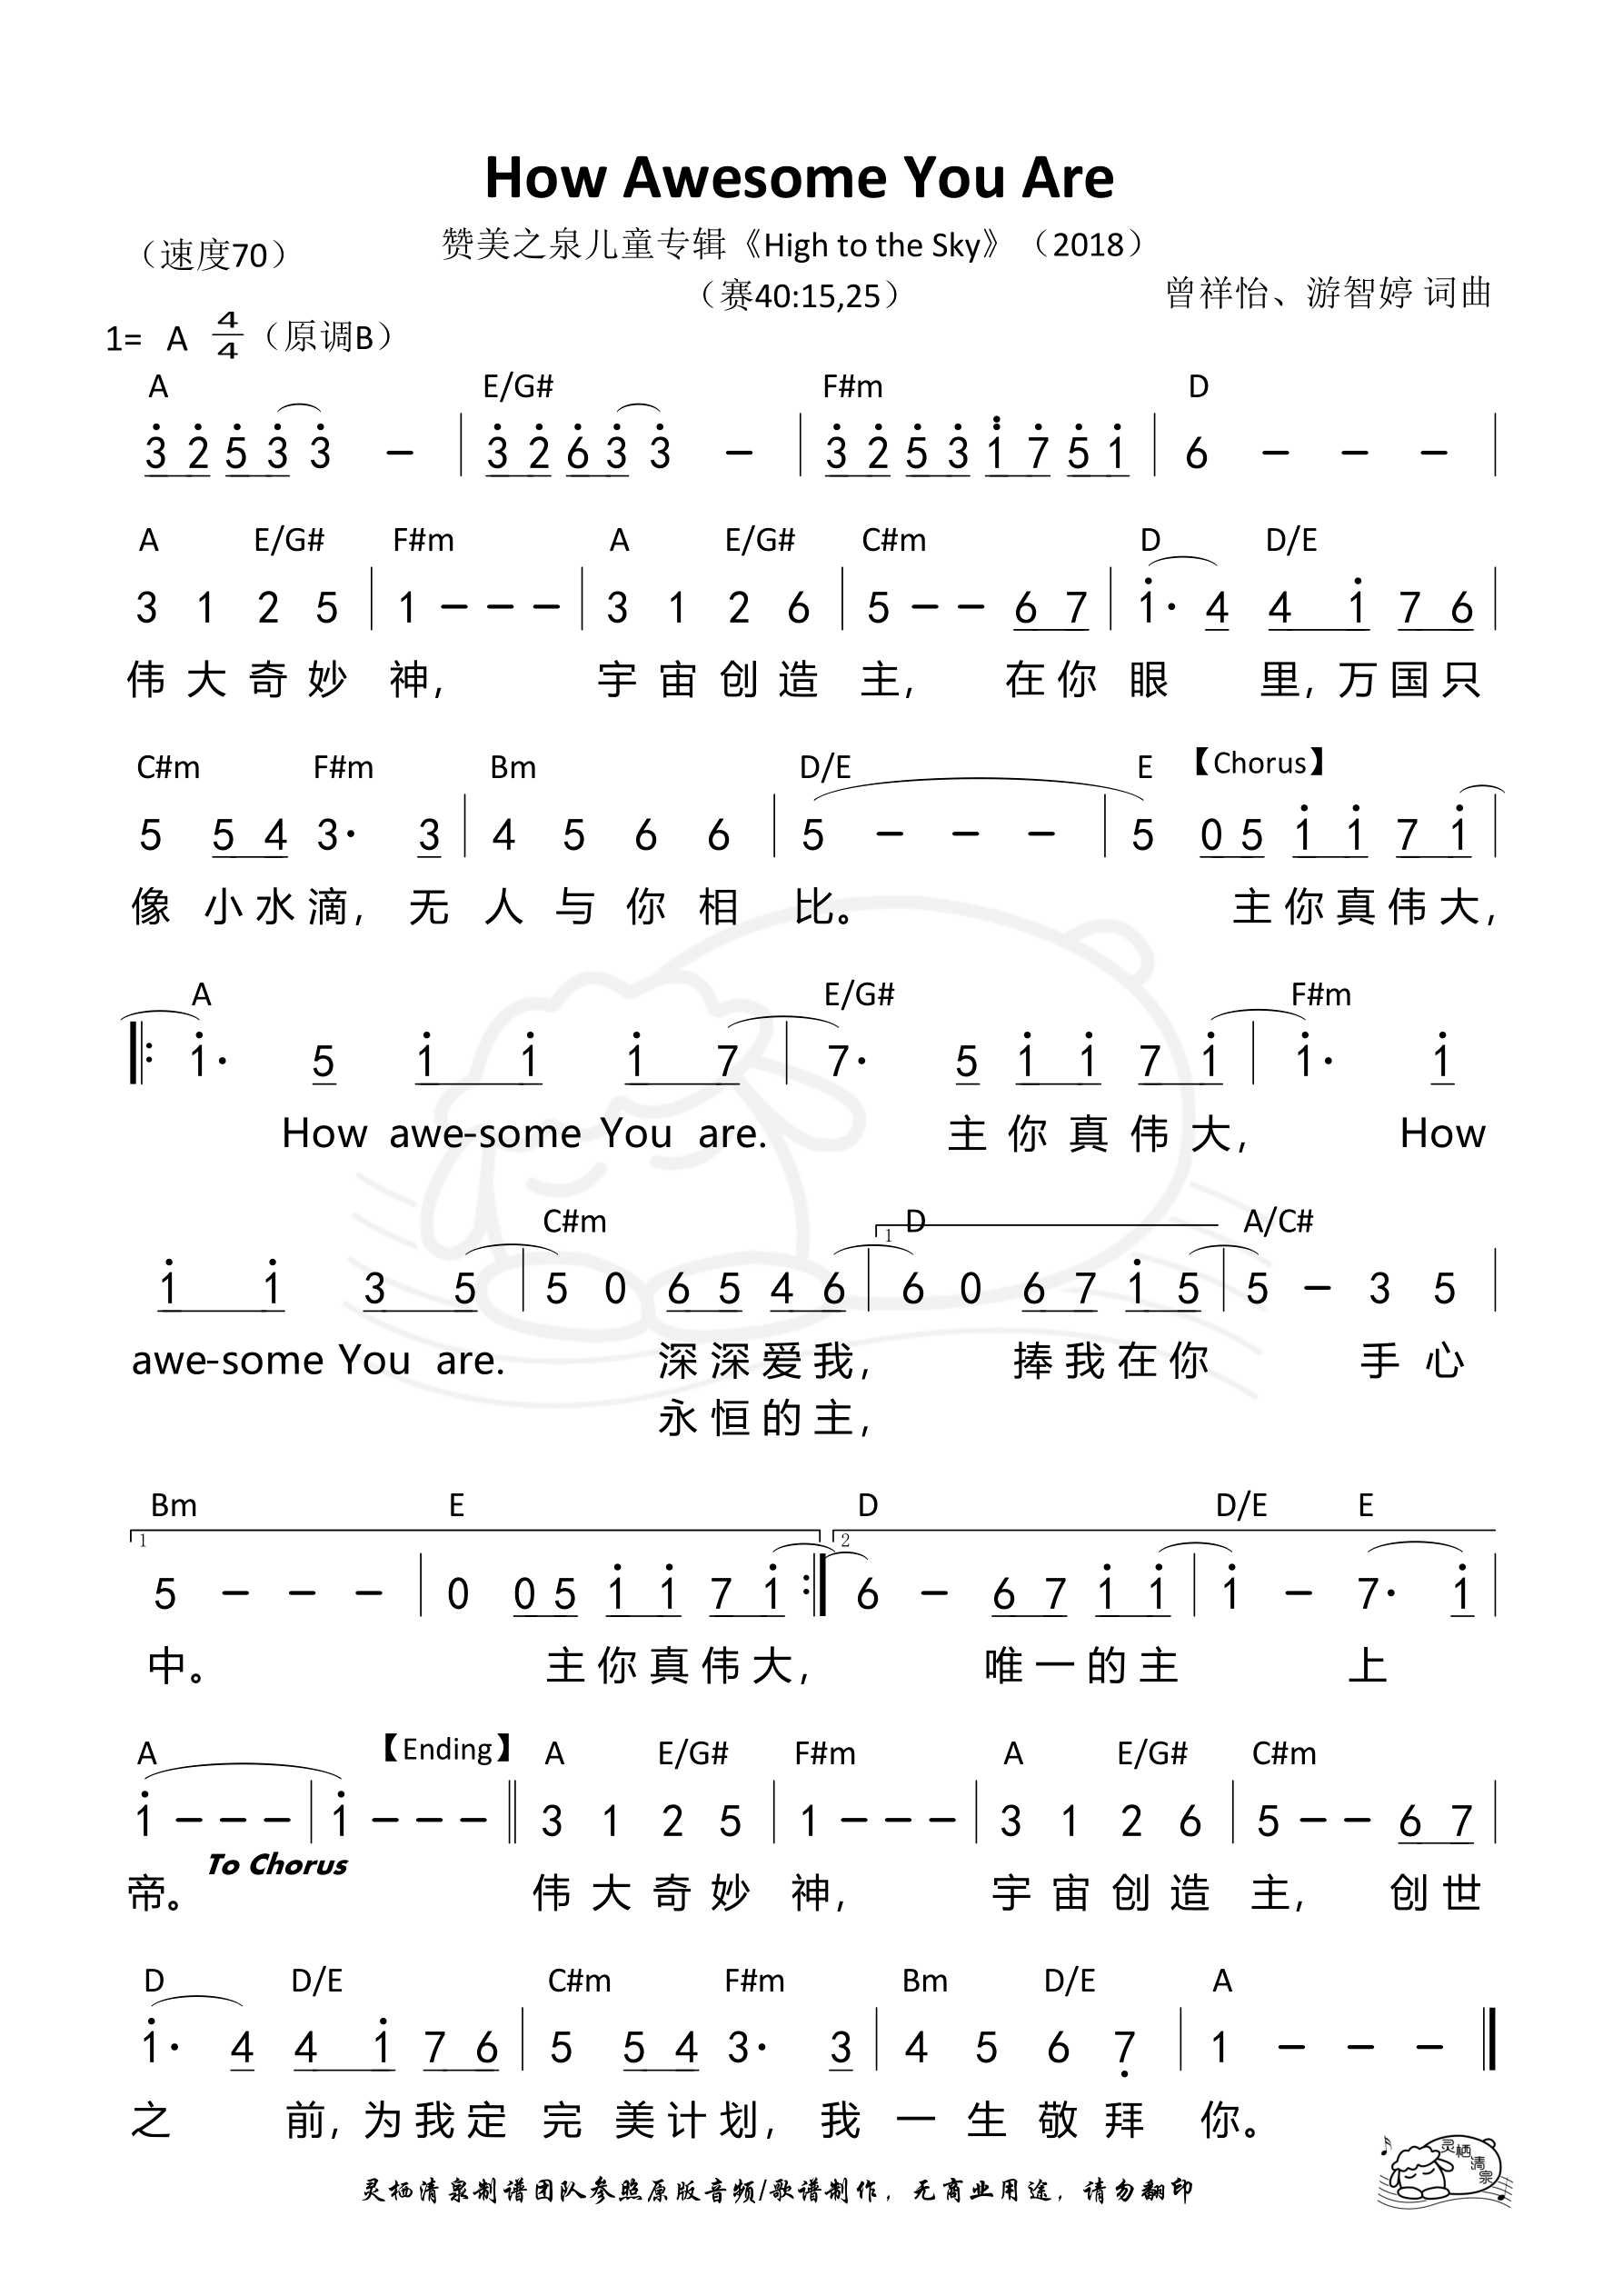 How Awesome You Are
（速度70）
赞美之泉儿童专辑《High to the Sky》（2018）
（赛40:15,25）
曾祥怡、游智婷 词曲
1= A 4/4（原调B）
A E/G# F#m D
3 2 5 3 3 – | 3 2 6 3 3 – | 3 2 5 3 1 7 5 1 | 6 – – – |
A E/G# F#m A E/G# C#m D D/E
3 1 2 5 | 1 – – – | 3 1 2 6 | 5 – – 6 7 | 1· 4 4 1 7 6 |
伟大奇妙 神， 宇宙创造 主， 在你眼 里，万国只
C#m F#m Bm D/E E 【Chorus】
5 5 4 3· 3 | 4 5 6 6 | 5 – – – | 5 0 5 1 1 7 1 |
像 小水滴， 无 人 与 你 相 比。 主你真伟大，
A E/G# F#m
‖: 1· 5 1 1 1 7 | 7· 5 1 1 7 1 | 1· 1
How awe-some You are. 主你真伟大， How
C#m 1 D A/C#
1 1 3 5 | 5 0 6 5 4 6 | 6 0 6 7 1 5 | 5 – 3 5 |
awe-some You are. 深深爱我， 捧我在你 手 心
永恒的主，
Bm E D D/E E
1 2
5 – – – | 0 0 5 1 1 7 1 :‖ 6 – 6 7 1 1 | 1 – 7· 1 |
中。 主你真伟大， 唯一的主 上
A 【Ending】 A E/G# F#m A E/G# C#m
1 – – – | 1 – – – ‖ 3 1 2 5 | 1 – – – | 3 1 2 6 | 5 – – 6 7 |
To Chorus
帝。 伟大奇妙 神， 宇宙创造 主， 创世
D D/E C#m F#m Bm D/E A
1· 4 4 1 7 6 | 5 5 4 3· 3 | 4 5 6 7 | 1 – – – ‖
之 前，为我定 完 美计划， 我 一 生 敬 拜 你。
灵栖清泉制谱团队参照原版音频/歌谱制作，无商业用途，请勿翻印
灵栖清泉